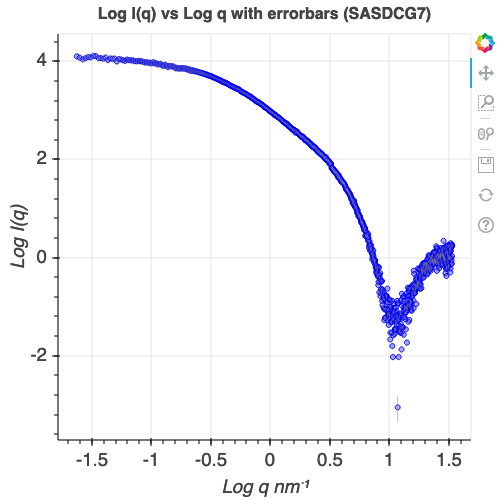 Log I(q) vs Log q with errorbars (SASDCG7)
4
2
0
-2
Log I(q)
-1.5 -1 -0.5 0 0.5 1 1.5
Log q nm⁻¹